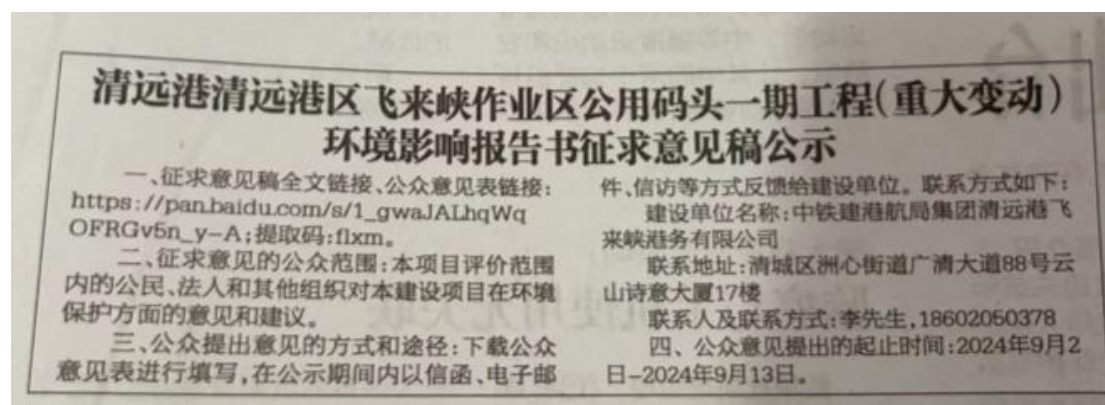 清远港清远港区飞来峡作业区公用码头一期工程(重大变动)
环境影响报告书征求意见稿公示
一、征求意见稿全文链接、公众意见表链接:
https://pan.baidu.com/s/1_gwaJALhqWq
OFRGv5n_y-A;提取码:flxm。
二、征求意见的公众范围:本项目评价范围
内的公民、法人和其他组织对本建设项目在环境
保护方面的意见和建议。
三、公众提出意见的方式和途径:下载公众
意见表进行填写,在公示期间内以信函、电子邮
件、信访等方式反馈给建设单位。联系方式如下:
建设单位名称:中铁建港航局集团清远港飞
来峡港务有限公司
联系地址:清城区洲心街道广清大道88号云
山诗意大厦17楼
联系人及联系方式:李先生,18602050378
四、公众意见提出的起止时间:2024年9月2
日-2024年9月13日。